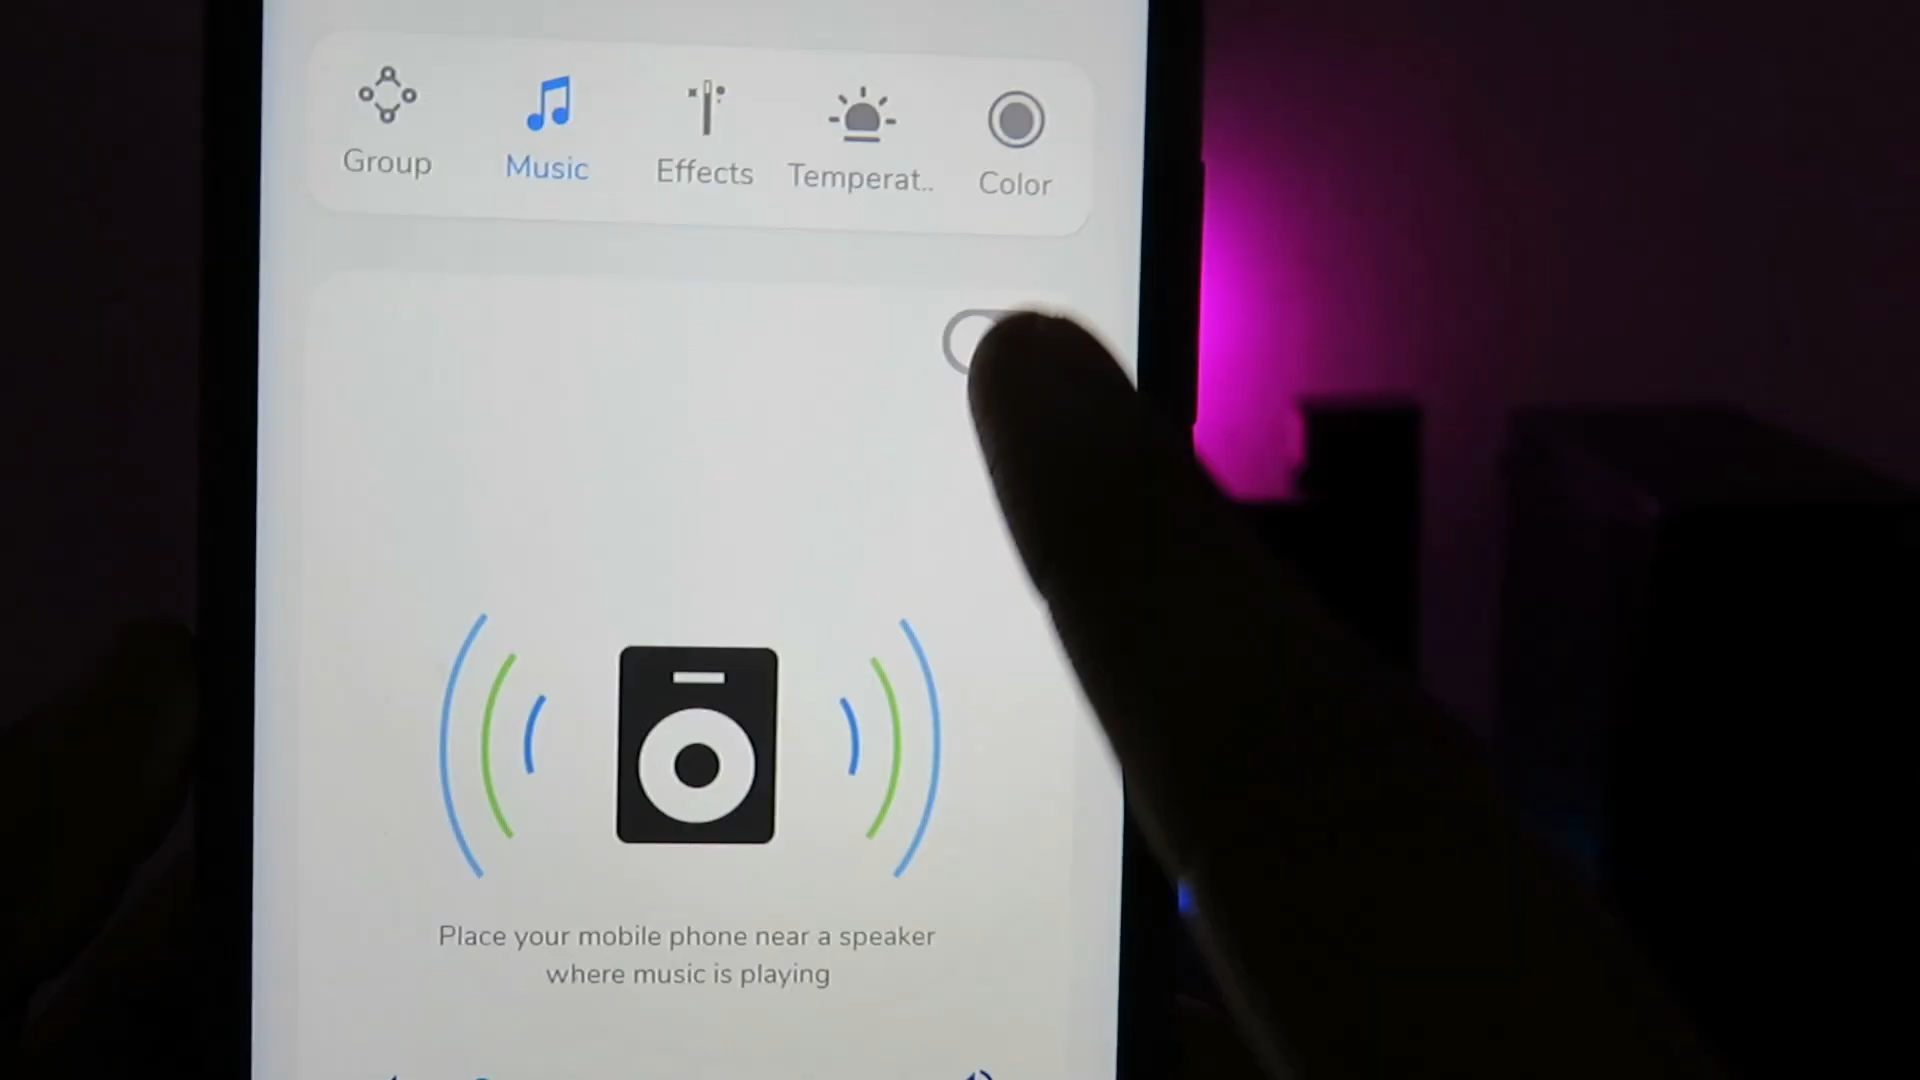 Group
Music
Effects
Temperat..
Color
Place your mobile phone near a speaker
where music is playing